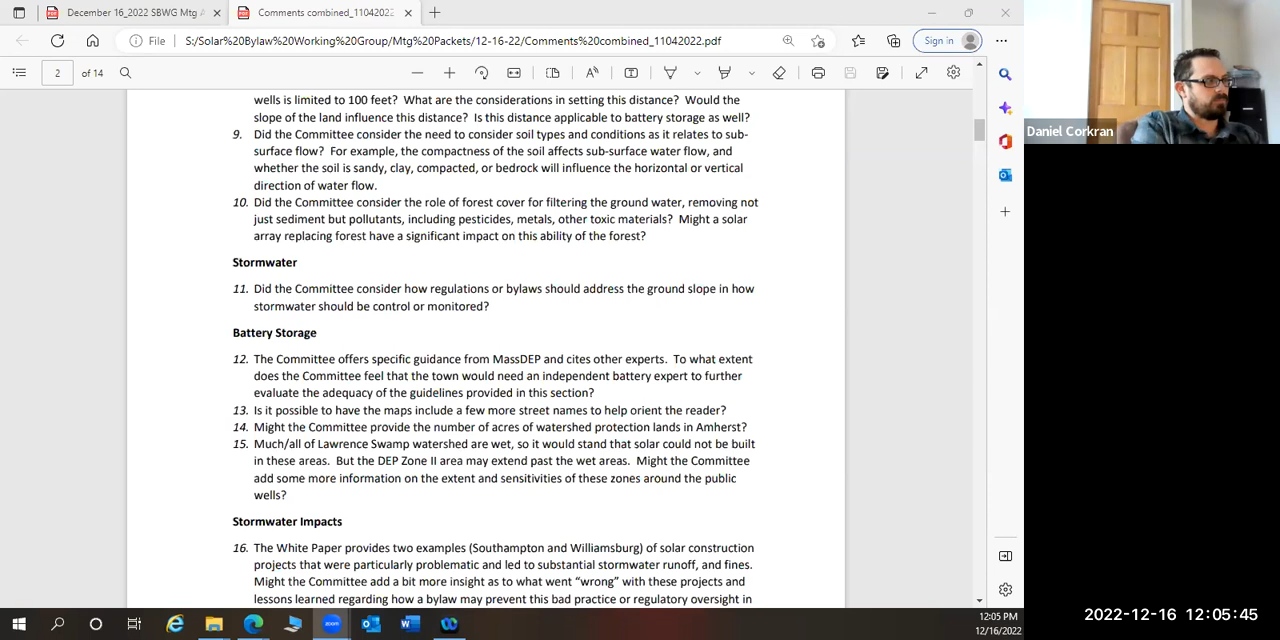 December 16_2022 SBWG Mtg A
Comments combined_11042022
File
S:/Solar%20Bylaw%20Working%20Group/Mtg%20Packets/12-16-22/Comments%20combined_11042022.pdf
Sign in
2 of 14
wells is limited to 100 feet? What are the considerations in setting this distance? Would the
slope of the land influence this distance? Is this distance applicable to battery storage as well?
9. Did the Committee consider the need to consider soil types and conditions as it relates to sub-
surface flow? For example, the compactness of the soil affects sub-surface water flow, and
whether the soil is sandy, clay, compacted, or bedrock will influence the horizontal or vertical
direction of water flow.
10. Did the Committee consider the role of forest cover for filtering the ground water, removing not
just sediment but pollutants, including pesticides, metals, other toxic materials? Might a solar
array replacing forest have a significant impact on this ability of the forest?
Stormwater
11. Did the Committee consider how regulations or bylaws should address the ground slope in how
stormwater should be control or monitored?
Battery Storage
12. The Committee offers specific guidance from MassDEP and cites other experts. To what extent
does the Committee feel that the town would need an independent battery expert to further
evaluate the adequacy of the guidelines provided in this section?
13. Is it possible to have the maps include a few more street names to help orient the reader?
14. Might the Committee provide the number of acres of watershed protection lands in Amherst?
15. Much/all of Lawrence Swamp watershed are wet, so it would stand that solar could not be built
in these areas. But the DEP Zone II area may extend past the wet areas. Might the Committee
add some more information on the extent and sensitivities of these zones around the public
wells?
Stormwater Impacts
16. The White Paper provides two examples (Southampton and Williamsburg) of solar construction
projects that were particularly problematic and led to substantial stormwater runoff, and fines.
Might the Committee add a bit more insight as to what went “wrong” with these projects and
lessons learned regarding how a bylaw may prevent this bad practice or regulatory oversight in
Daniel Corkran
zoom
12:05 PM
12/16/2022
2022-12-16 12:05:45